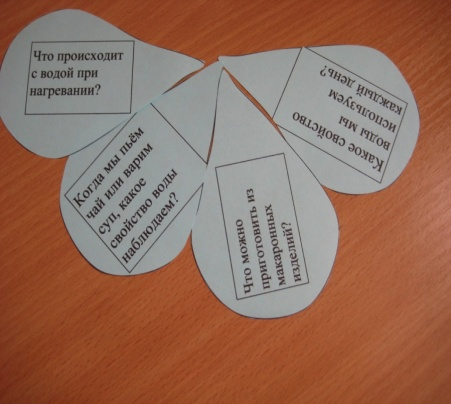 Что происходит
с водой при
нагревании?
Когда мы пьём
чай или варим
суп, какое
свойство воды
наблюдаем?
Что можно
приготовить из
макаронных
изделий?
Какое свойство
воды мы
используем
каждый день?